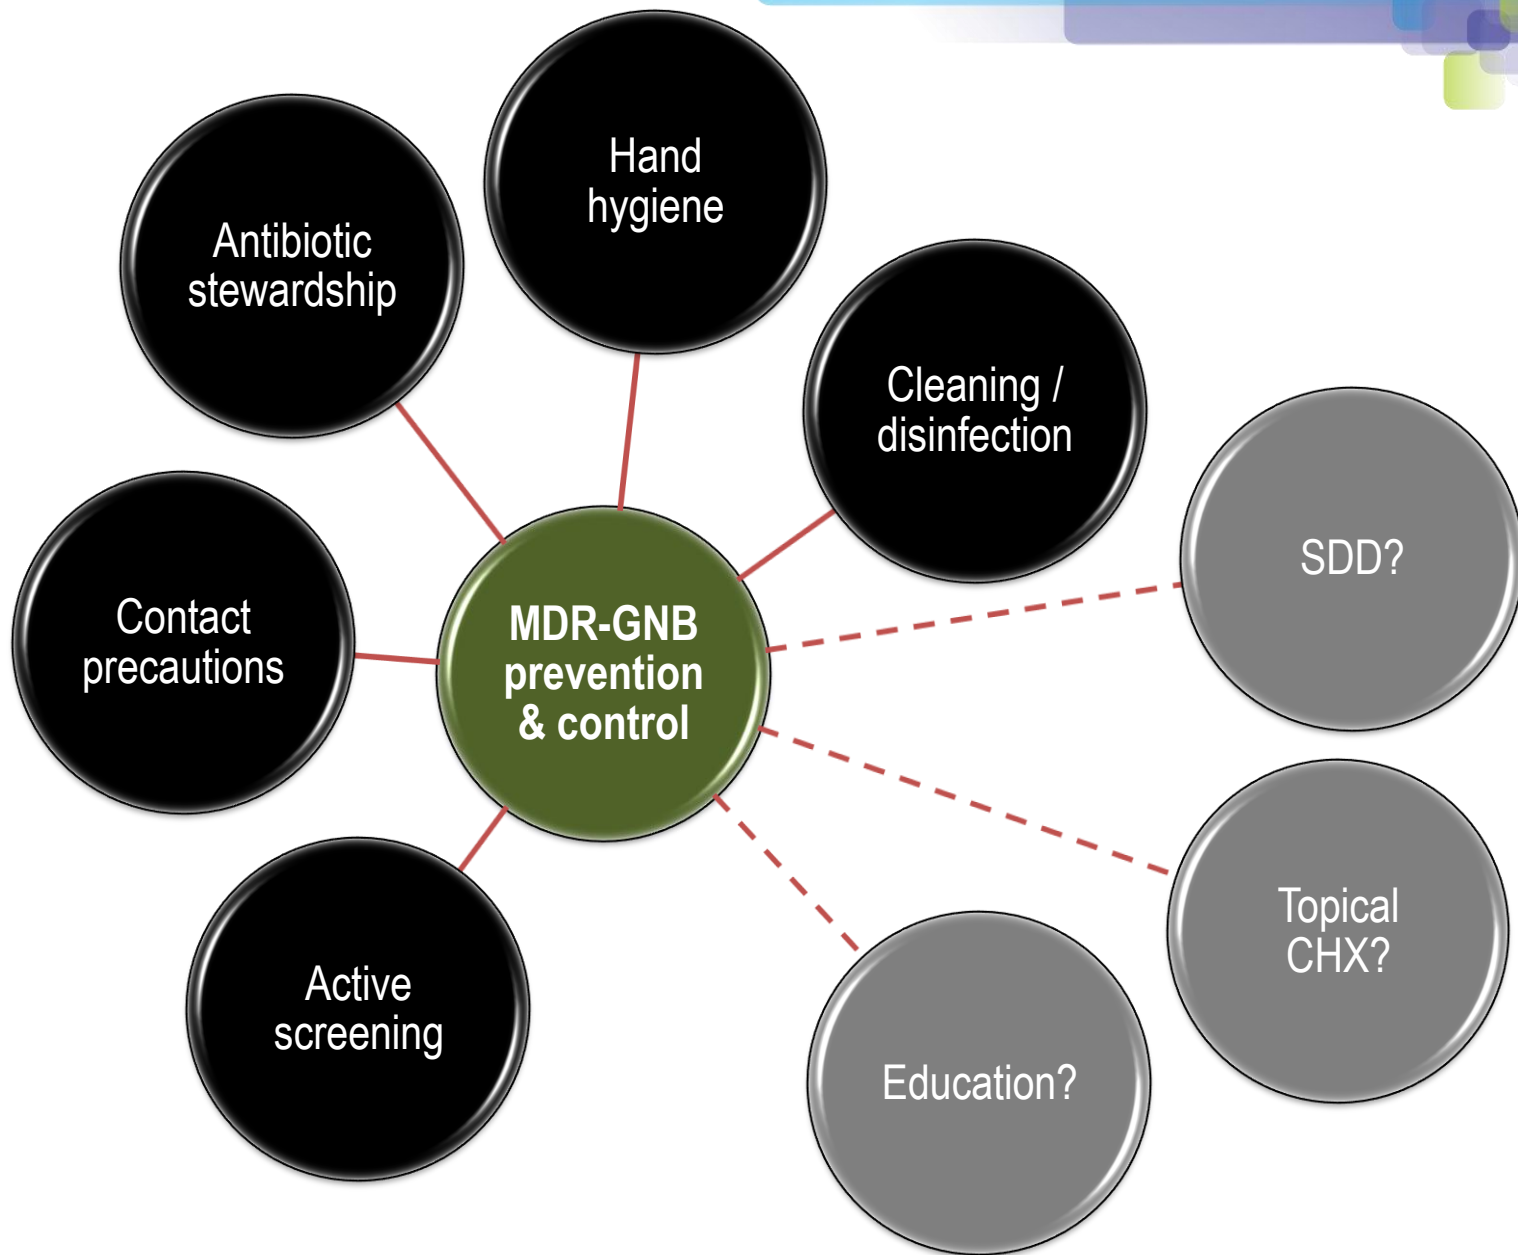 Hand
hygiene
Antibiotic
stewardship
Cleaning /
disinfection
SDD?
Contact
precautions
MDR-GNB
prevention
& control
Topical
CHX?
Active
screening
Education?